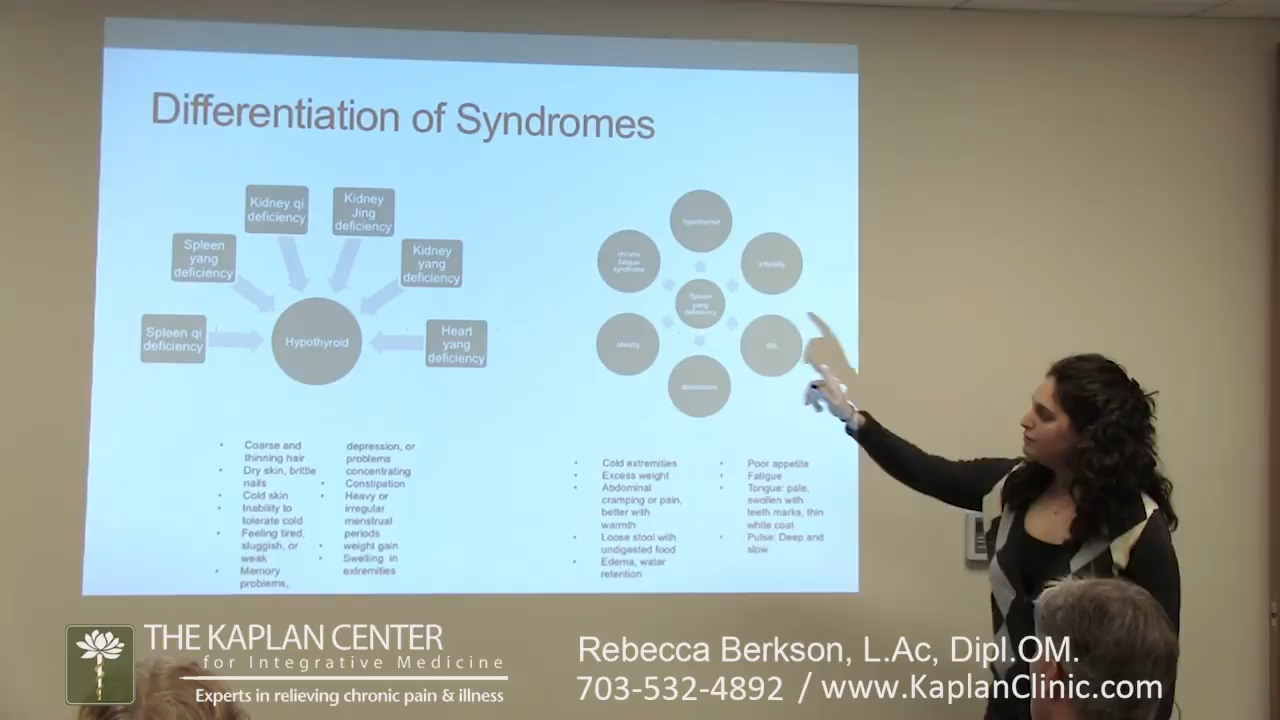 Differentiation of Syndromes
Kidney qi
deficiency
Kidney
Jing
deficiency
Spleen
yang
deficiency
Kidney
yang
deficiency
Spleen qi
deficiency
Hypothyroid
Heart
yang
deficiency
hypothyroid
chronic
fatigue
syndrome
infertility
Spleen
yang
deficiency
obesity
depression
• Coarse and
thinning hair
• Dry skin, brittle
nails
• Cold skin
• Inability to
tolerate cold
• Feeling tired,
sluggish, or
weak
• Memory
problems,
depression, or
problems
concentrating
• Constipation
• Heavy or
irregular
menstrual
periods
• weight gain
• Swelling in
extremities
• Cold extremities
• Excess weight
• Abdominal
cramping or pain,
better with
warmth
• Loose stool with
undigested food
• Edema, water
retention
• Poor appetite
• Fatigue
• Tongue: pale,
swollen with
teeth marks, thin
white coat
• Pulse: Deep and
slow
THE KAPLAN CENTER
for Integrative Medicine
Experts in relieving chronic pain & illness
Rebecca Berkson, L.Ac, Dipl.OM.
703-532-4892 / www.KaplanClinic.com